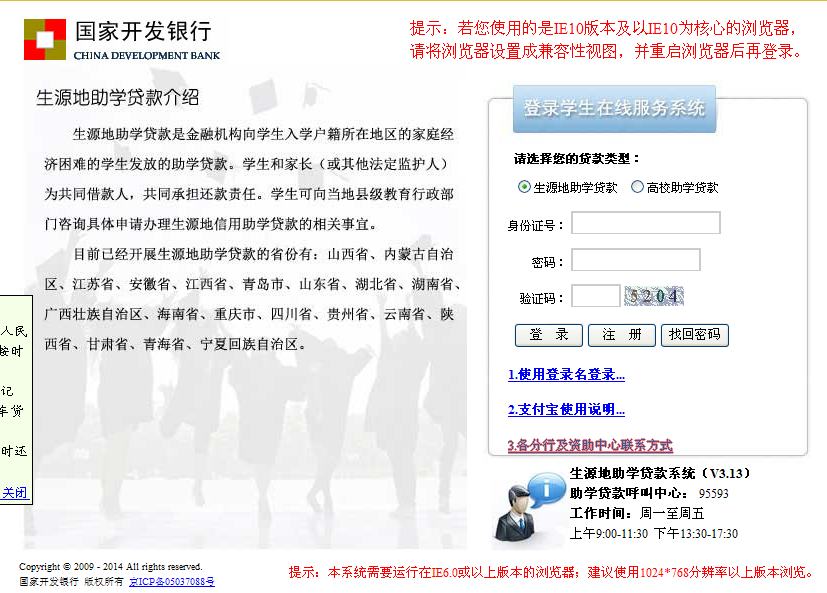 国家开发银行
CHINA DEVELOPMENT BANK
提示：若您使用的是IE10版本及以IE10为核心的浏览器，
请将浏览器设置成兼容性视图，并重启浏览器后再登录。
生源地助学贷款介绍
生源地助学贷款是金融机构向学生入学户籍所在地区的家庭经
济困难的学生发放的助学贷款。学生和家长（或其他法定监护人）
为共同借款人，共同承担还款责任。学生可向当地县级教育行政部
门咨询具体申请办理生源地信用助学贷款的相关事宜。
目前已经开展生源地助学贷款的省份有：山西省、内蒙古自治
区、江苏省、安徽省、江西省、青岛市、山东省、湖北省、湖南省、
广西壮族自治区、海南省、重庆市、四川省、贵州省、云南省、陕
西省、甘肃省、青海省、宁夏回族自治区。
人民
按时
记
车货
时还
关闭
登录学生在线服务系统
请选择您的贷款类型：
生源地助学贷款 高校助学贷款
身份证号：
密码：
验证码： 5204
登 录 注 册 找回密码
1.使用登录名登录...
2.支付宝使用说明...
3.各分行及资助中心联系方式
生源地助学贷款系统（V3.13）
助学贷款呼叫中心： 95593
工作时间：周一至周五
上午9:00-11:30 下午13:30-17:30
Copyright © 2009 - 2014 All rights reserved.
国家开发银行 版权所有 京ICP备05037088号
提示：本系统需要运行在IE6.0或以上版本的浏览器；建议使用1024*768分辨率以上版本浏览。